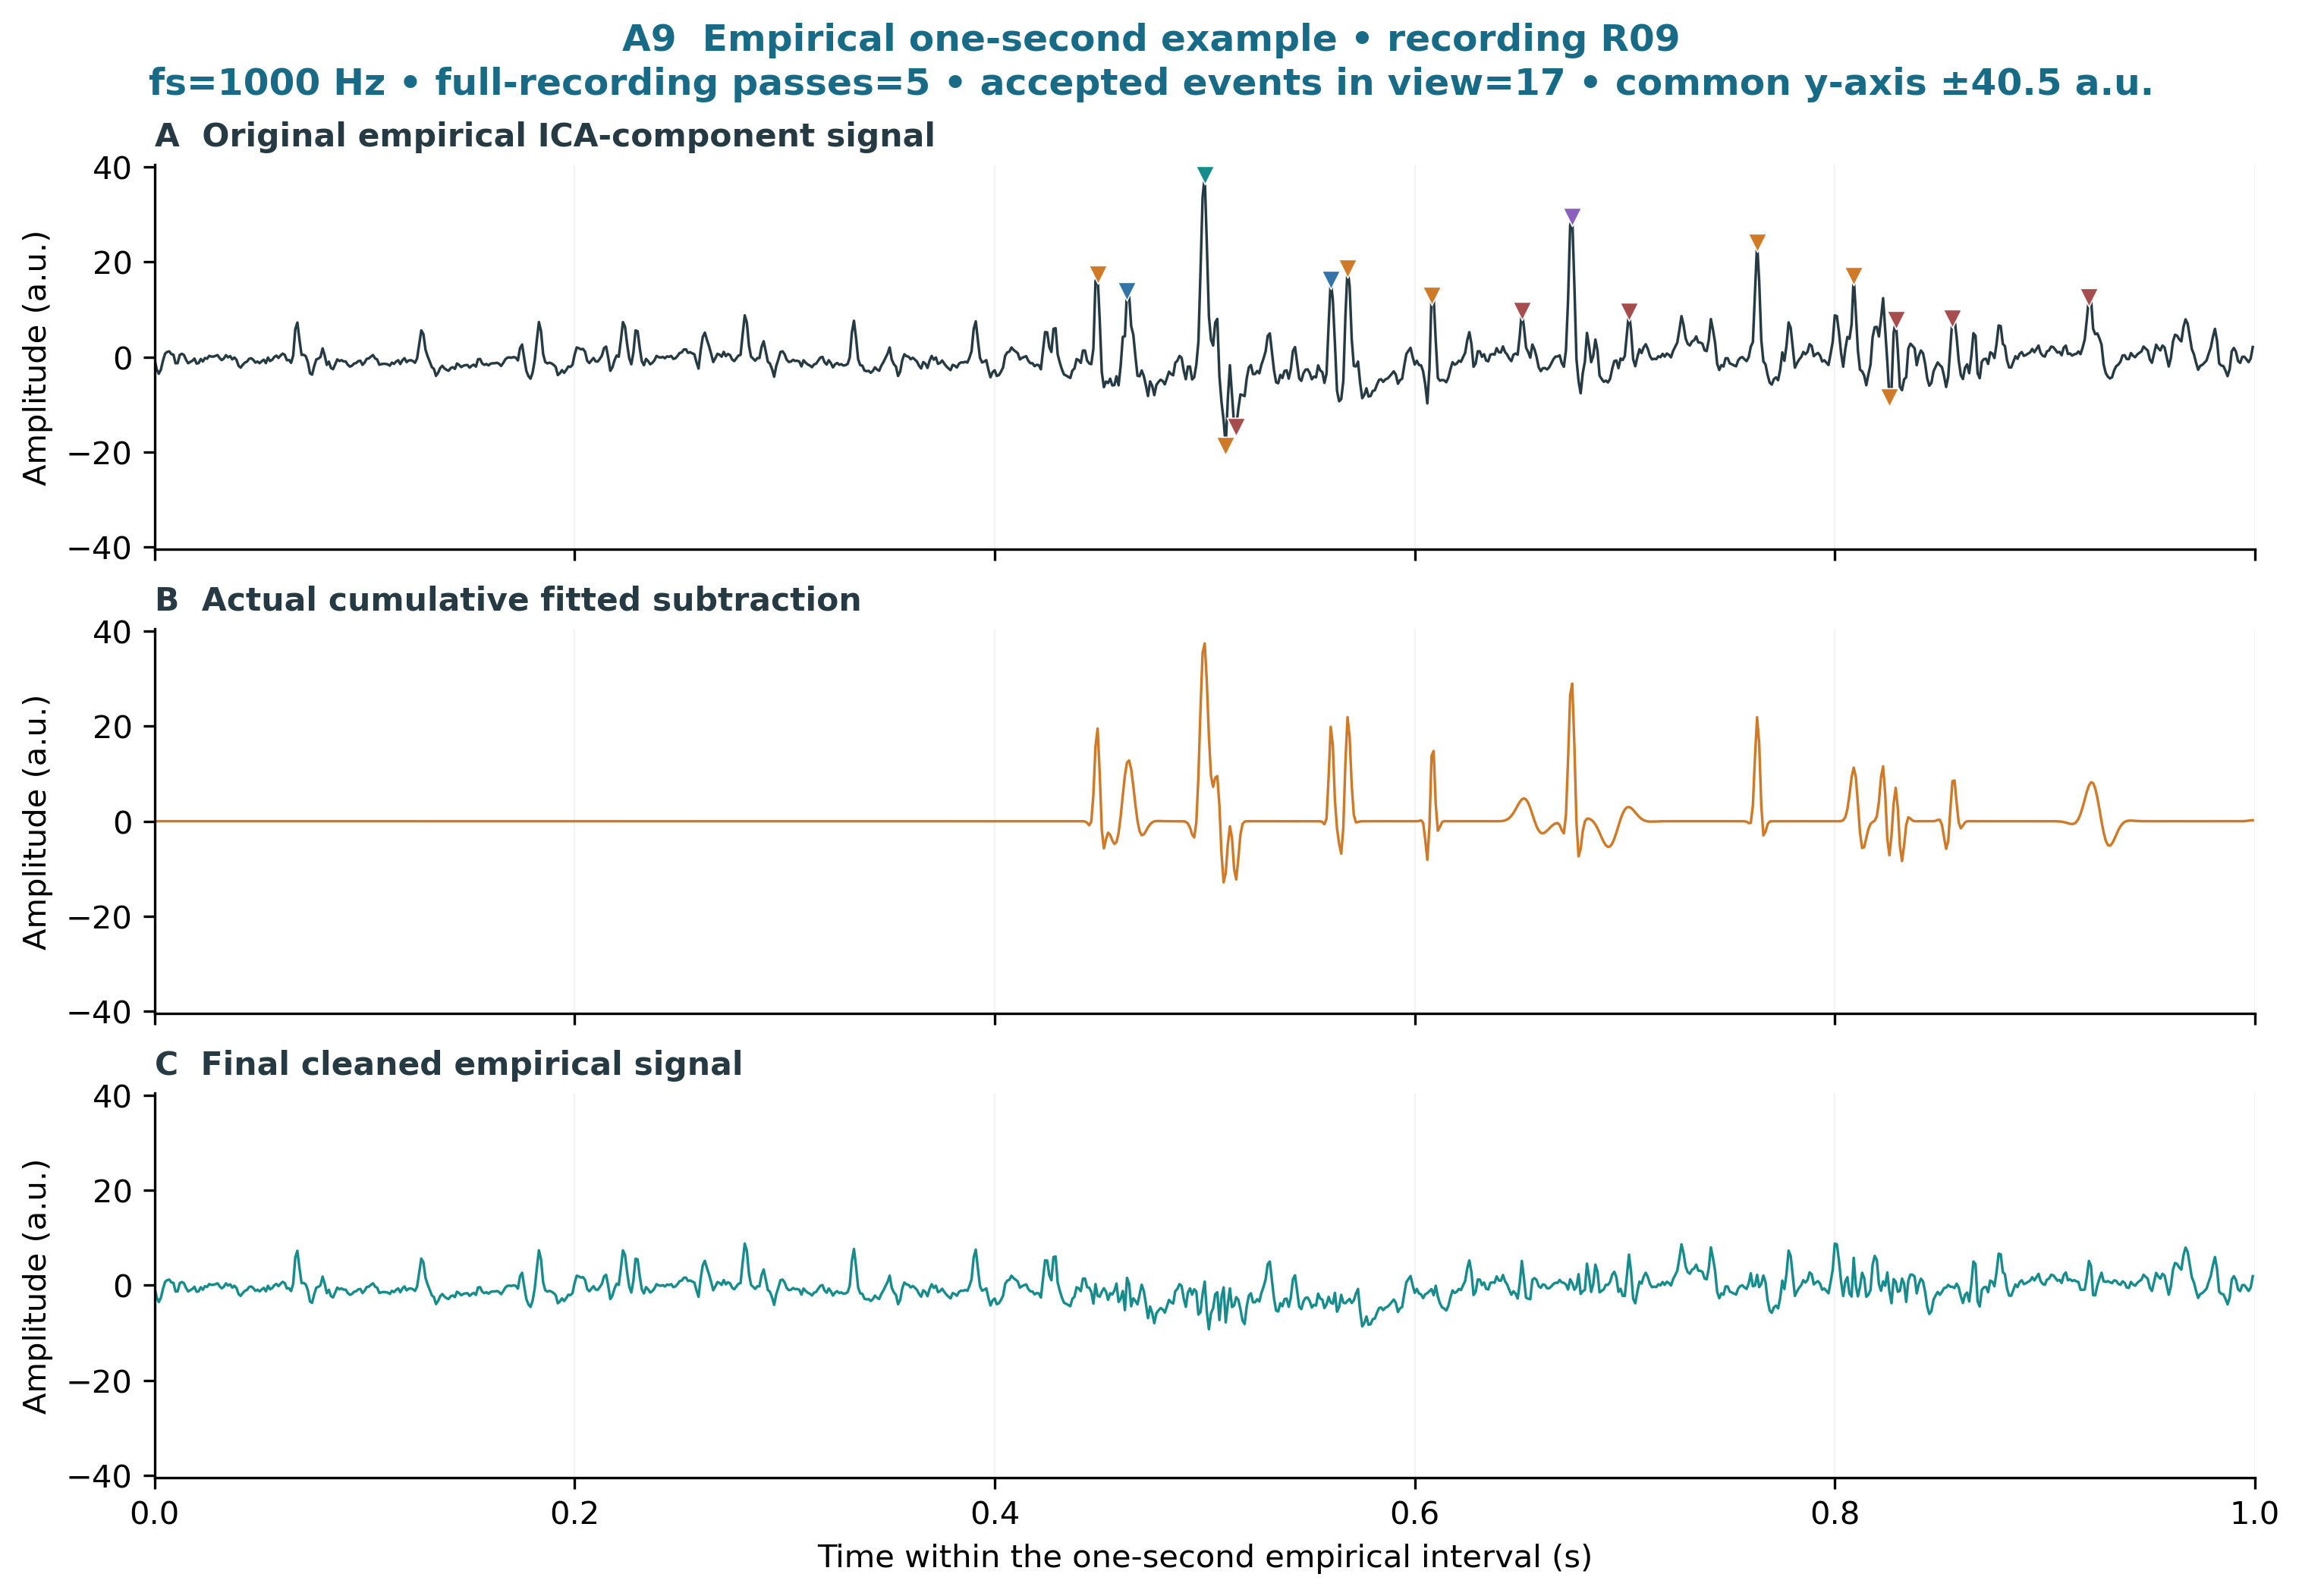 A9  Empirical one-second example • recording R09
fs=1000 Hz • full-recording passes=5 • accepted events in view=17 • common y-axis ±40.5 a.u.
A  Original empirical ICA-component signal
Amplitude (a.u.)
40
20
0
−20
−40
B  Actual cumulative fitted subtraction
Amplitude (a.u.)
40
20
0
−20
−40
C  Final cleaned empirical signal
Amplitude (a.u.)
40
20
0
−20
−40
0.0 0.2 0.4 0.6 0.8 1.0
Time within the one-second empirical interval (s)